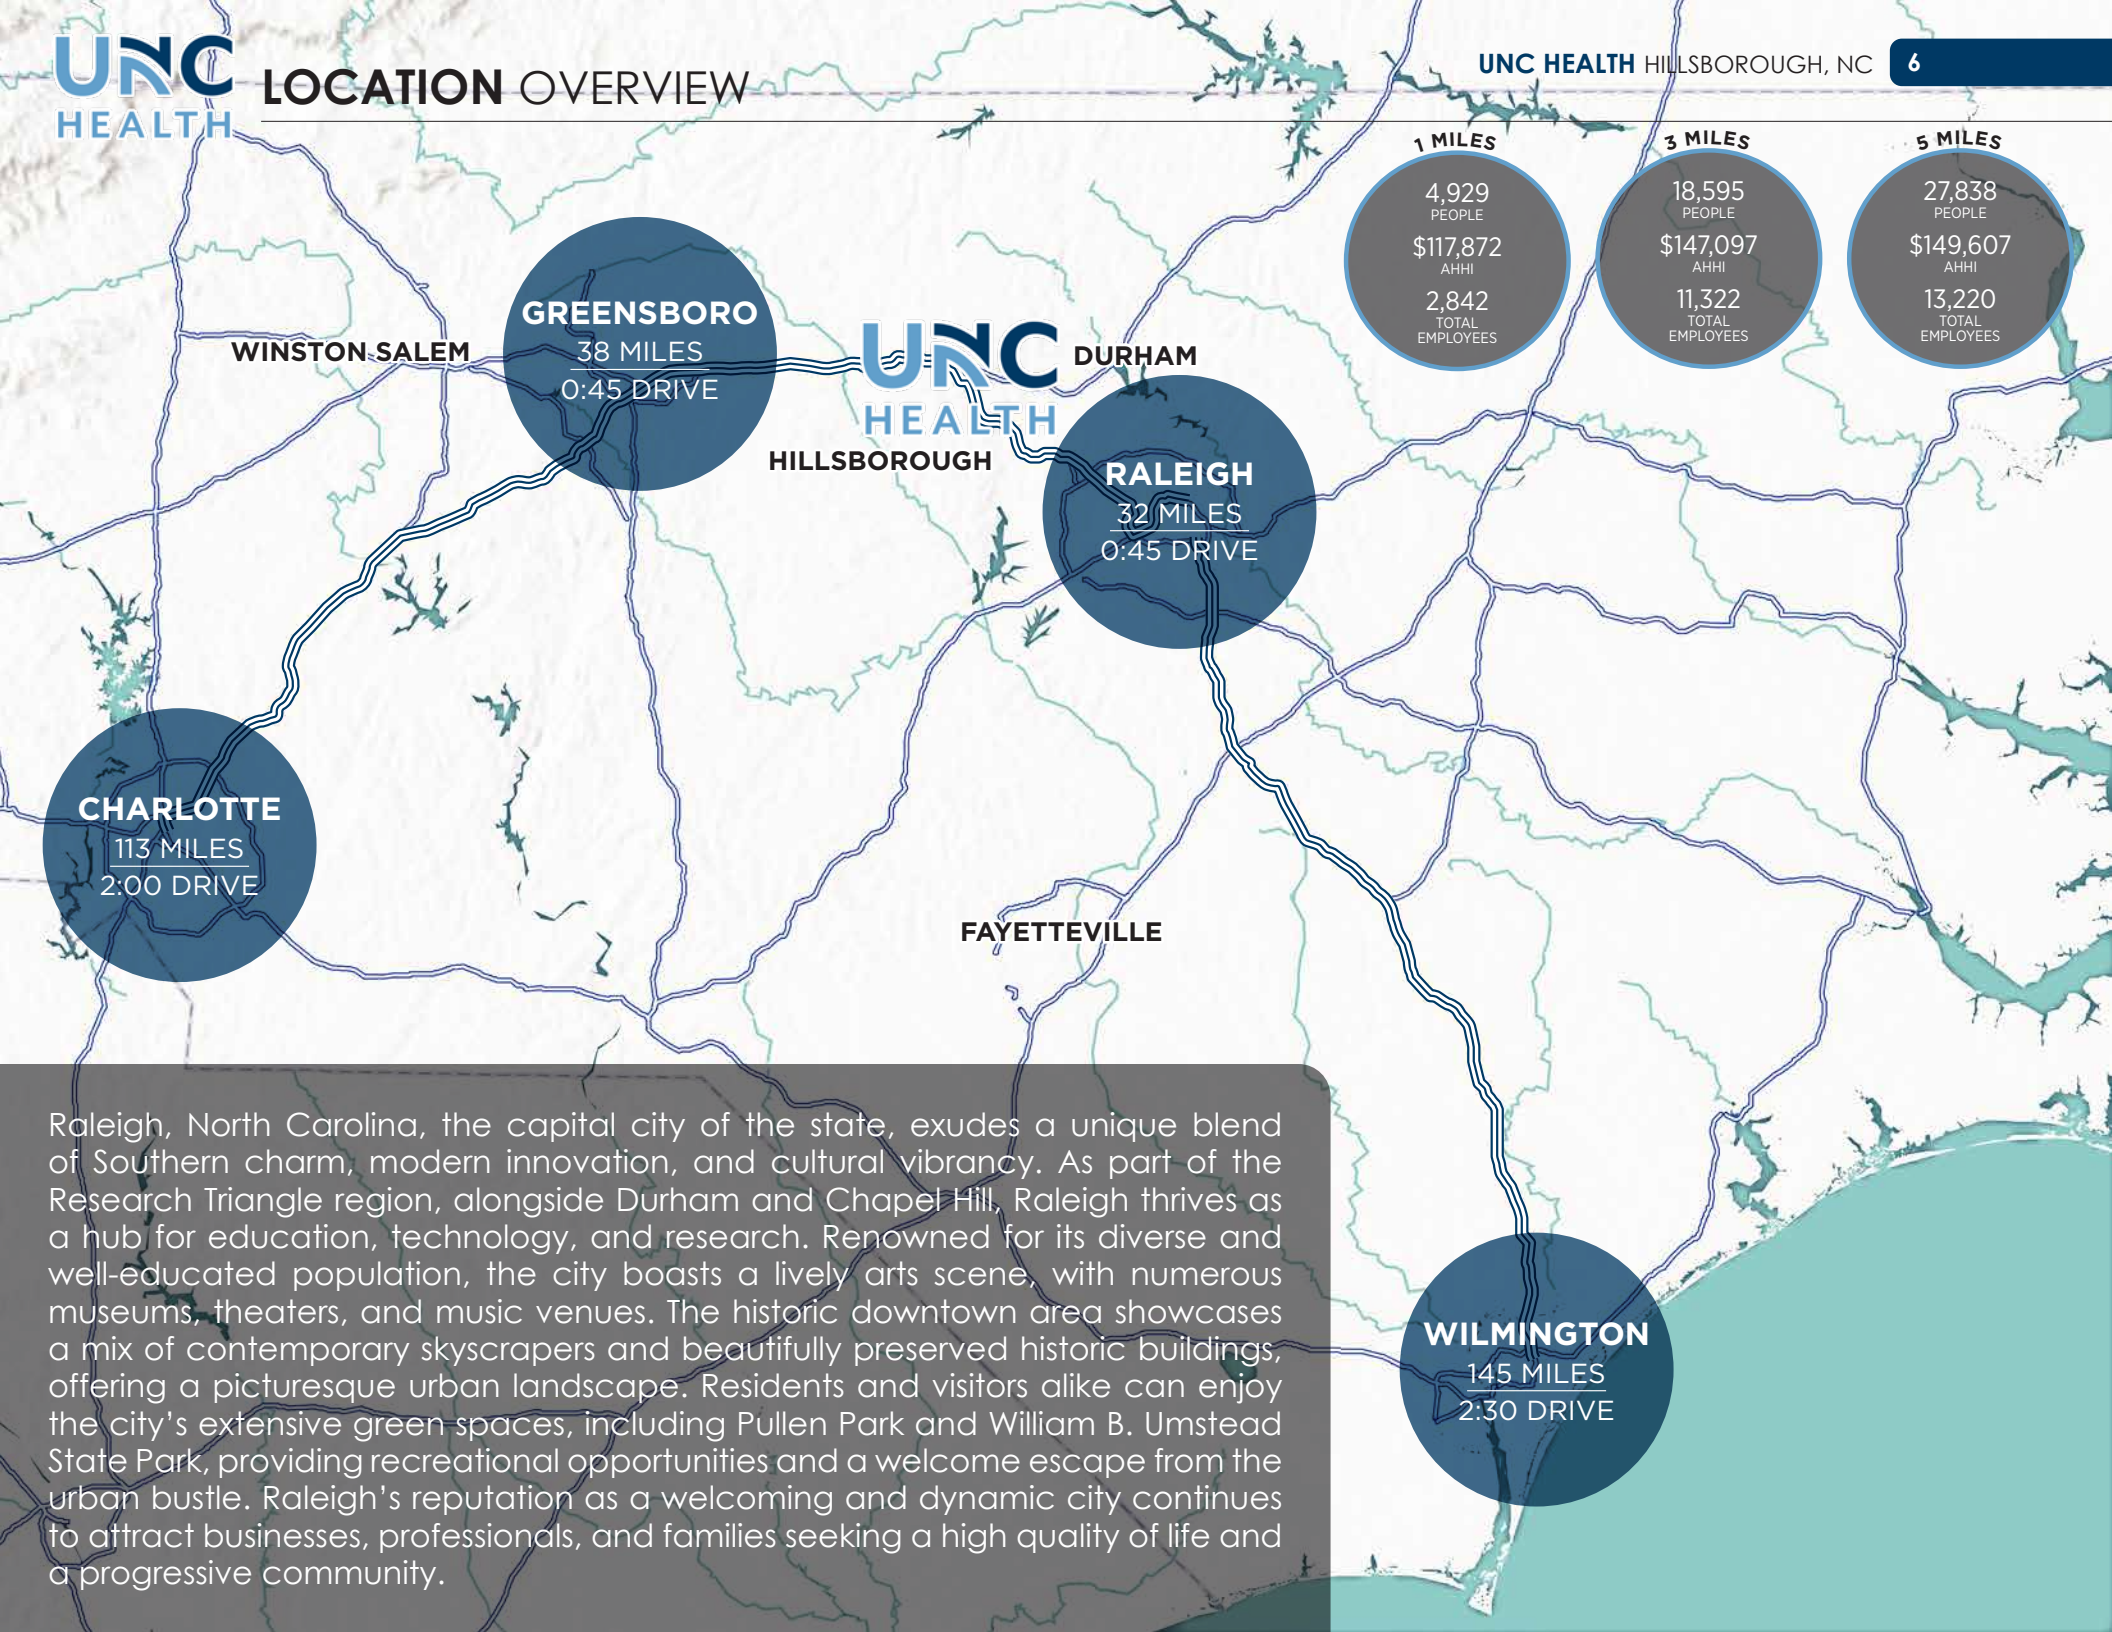 UNC
HEALTH
LOCATION OVERVIEW
UNC HEALTH HILLSBOROUGH, NC 6
1 MILES
4,929
PEOPLE
$117,872
AHHI
2,842
TOTAL
EMPLOYEES
3 MILES
18,595
PEOPLE
$147,097
AHHI
11,322
TOTAL
EMPLOYEES
5 MILES
27,838
PEOPLE
$149,607
AHHI
13,220
TOTAL
EMPLOYEES
WINSTON SALEM
GREENSBORO
38 MILES
0:45 DRIVE
UNC
HEALTH
HILLSBOROUGH
DURHAM
RALEIGH
32 MILES
0:45 DRIVE
CHARLOTTE
113 MILES
2:00 DRIVE
FAYETTEVILLE
WILMINGTON
145 MILES
2:30 DRIVE
Raleigh, North Carolina, the capital city of the state, exudes a unique blend
of Southern charm, modern innovation, and cultural vibrancy. As part of the
Research Triangle region, alongside Durham and Chapel Hill, Raleigh thrives as
a hub for education, technology, and research. Renowned for its diverse and
well-educated population, the city boasts a lively arts scene, with numerous
museums, theaters, and music venues. The historic downtown area showcases
a mix of contemporary skyscrapers and beautifully preserved historic buildings,
offering a picturesque urban landscape. Residents and visitors alike can enjoy
the city's extensive green spaces, including Pullen Park and William B. Umstead
State Park, providing recreational opportunities and a welcome escape from the
urban bustle. Raleigh's reputation as a welcoming and dynamic city continues
to attract businesses, professionals, and families seeking a high quality of life and
a progressive community.